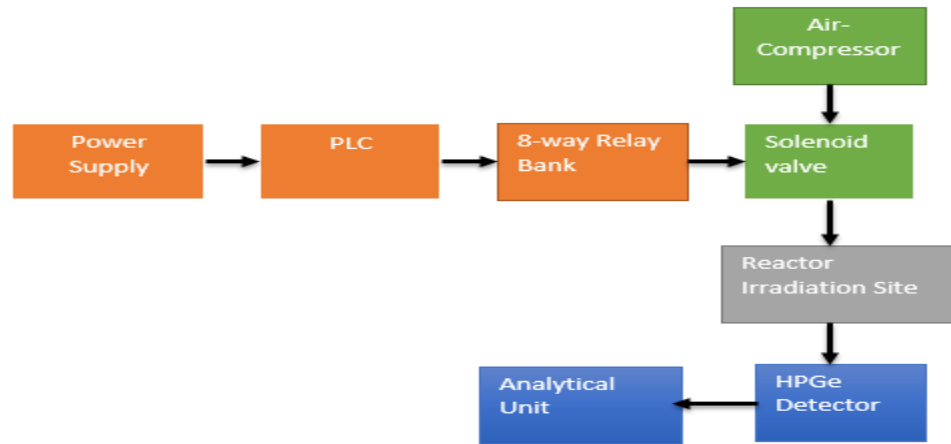 Air-
Compressor
Power
Supply
PLC
8-way Relay
Bank
Solenoid
valve
Reactor
Irradiation Site
Analytical
Unit
HPGe
Detector